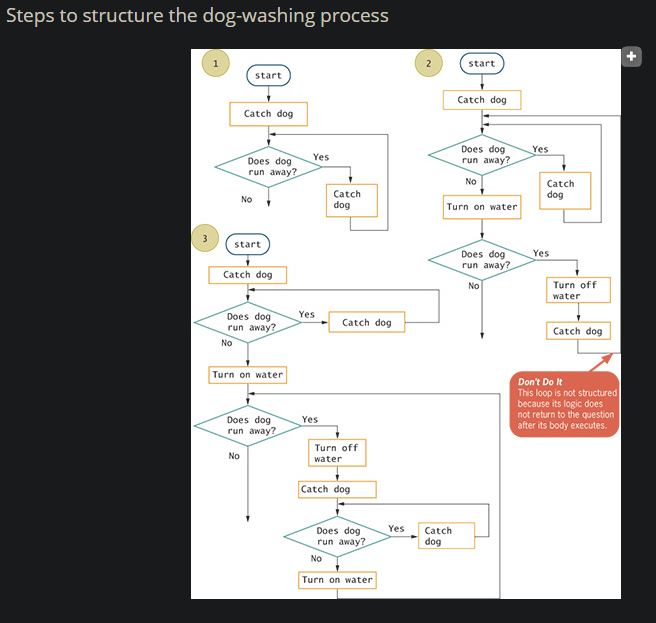 Steps to structure the dog-washing process
+
1
start
Catch dog
Does dog
run away?
Yes
Catch
dog
No
2
start
Catch dog
Does dog
run away?
Yes
Catch
dog
No
Turn on water
Does dog
run away?
Yes
Turn off
water
Catch dog
No
Don't Do It
This loop is not structured
because its logic does
not return to the question
after its body executes.
3
start
Catch dog
Does dog
run away?
Yes
Catch dog
No
Turn on water
Does dog
run away?
Yes
Turn off
water
Catch dog
No
Does dog
run away?
Yes
Catch
dog
No
Turn on water